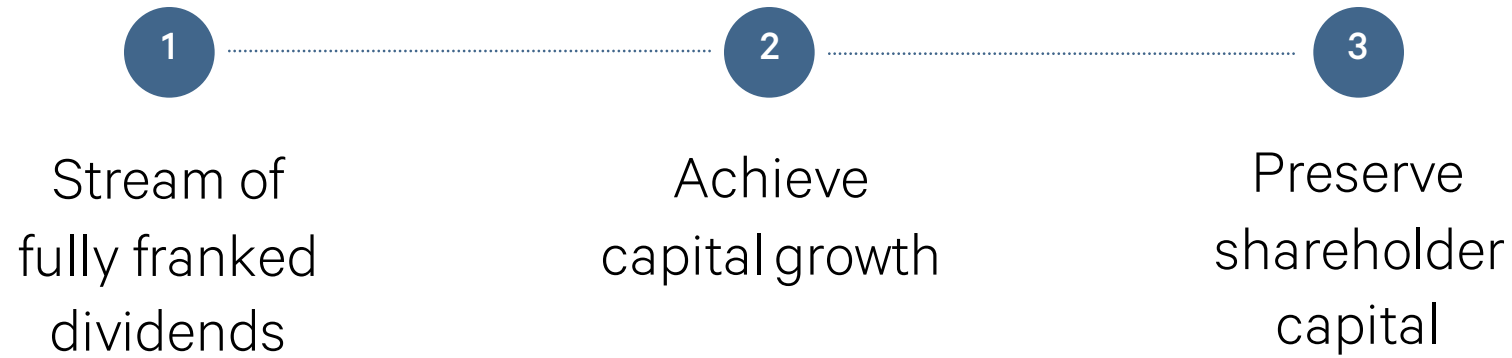 1
Stream of
fully franked
dividends
2
Achieve
capital growth
3
Preserve
shareholder
capital